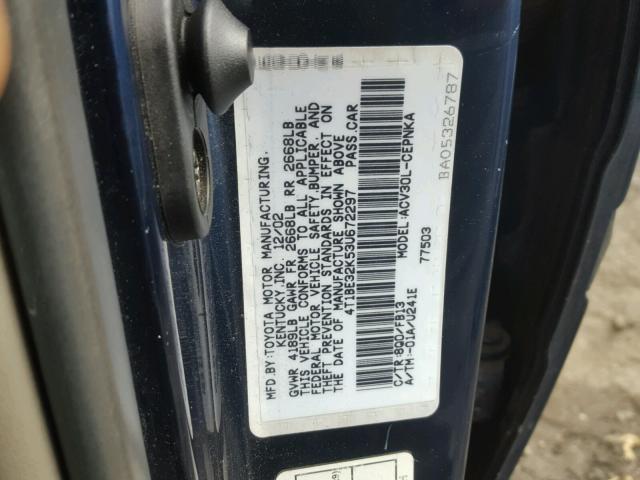 MFD.BY:TOYOTA MOTOR MANUFACTURING.
KENTUCKY,INC. 12/02
GVWR 4189LB GAWR FR 2668LB RR 2668LB
THIS VEHICLE CONFORMS TO ALL APPLICABLE
FEDERAL MOTOR VEHICLE SAFETY,BUMPER, AND
THEFT PREVENTION STANDARDS IN EFFECT ON
THE DATE OF MANUFACTURE SHOWN ABOVE
4T1BE32K53U672297 PASS.CAR
MODEL:ACV30L-CEPNKA
C/TR:8Q0/FB13 77503
A/TM:-01A/U241E
BA05326787